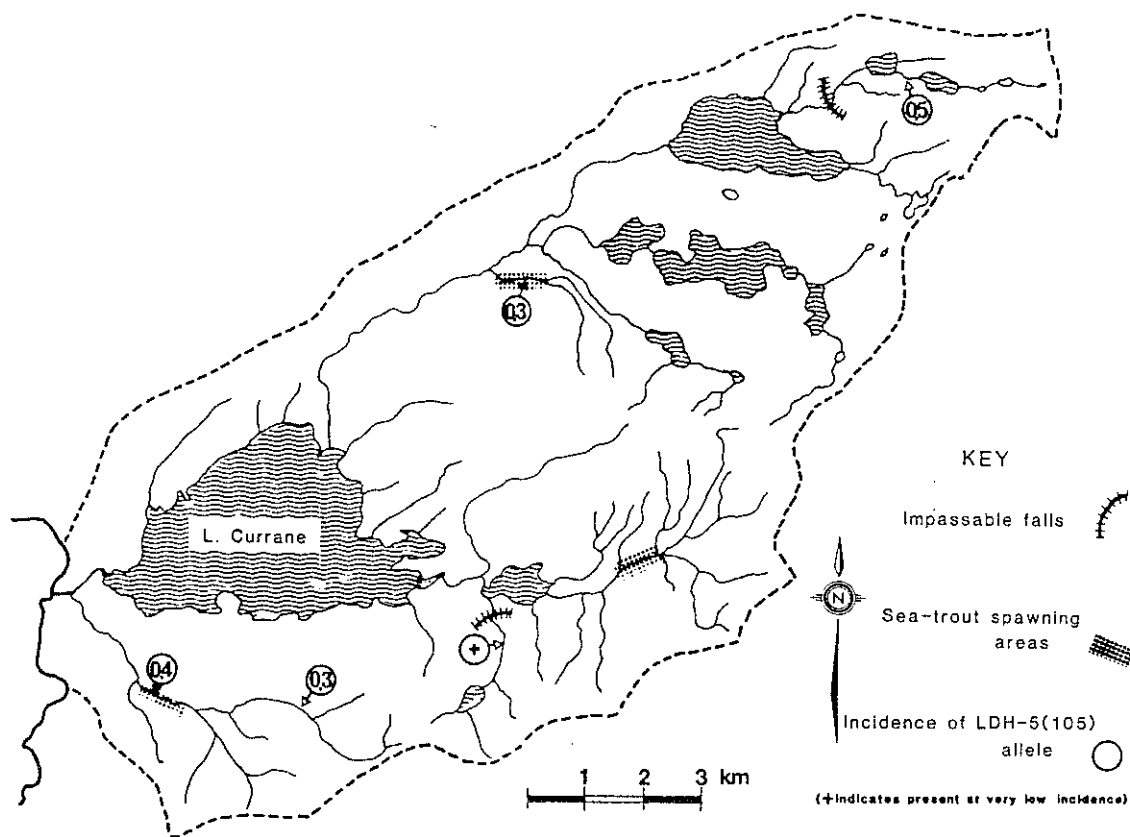 0.5
0.3
L. Currane
0.4
0.3
+
1 2 3 km
KEY
Impassable falls
N
Sea-trout spawning
areas
Incidence of LDH-5(105)
allele
(+indicates present at very low incidence)